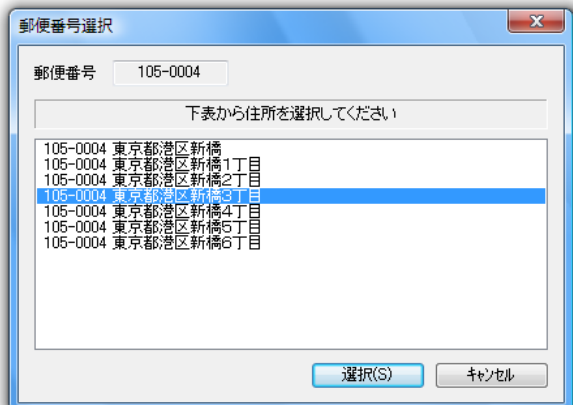 郵便番号選択
郵便番号 105-0004
下表から住所を選択してください
105-0004 東京都港区新橋
105-0004 東京都港区新橋1丁目
105-0004 東京都港区新橋2丁目
105-0004 東京都港区新橋3丁目
105-0004 東京都港区新橋4丁目
105-0004 東京都港区新橋5丁目
105-0004 東京都港区新橋6丁目
選択(S) ｷｬﾝｾﾙ